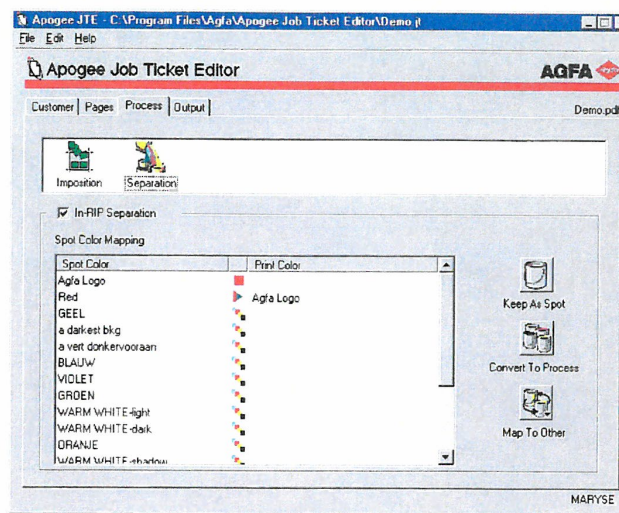 Apogee JTE - C:\Program Files\Agfa\Apogee Job Ticket Editor\Demo.jt
File Edit Help
Apogee Job Ticket Editor
AGFA
Customer Pages Process Output
Demo.pdf
Imposition Separation
In-RIP Separation
Spot Color Mapping
Spot Color Print Color
Agfa Logo
Red Agfa Logo
GEEL
a darkest bkg
a vert donkervooraan
BLAUW
VIOLET
GROEN
WARM WHITE-light
WARM WHITE-dark
ORANJE
WARM WHITE-shadow
Keep As Spot
Convert To Process
Map To Other
MARYSE